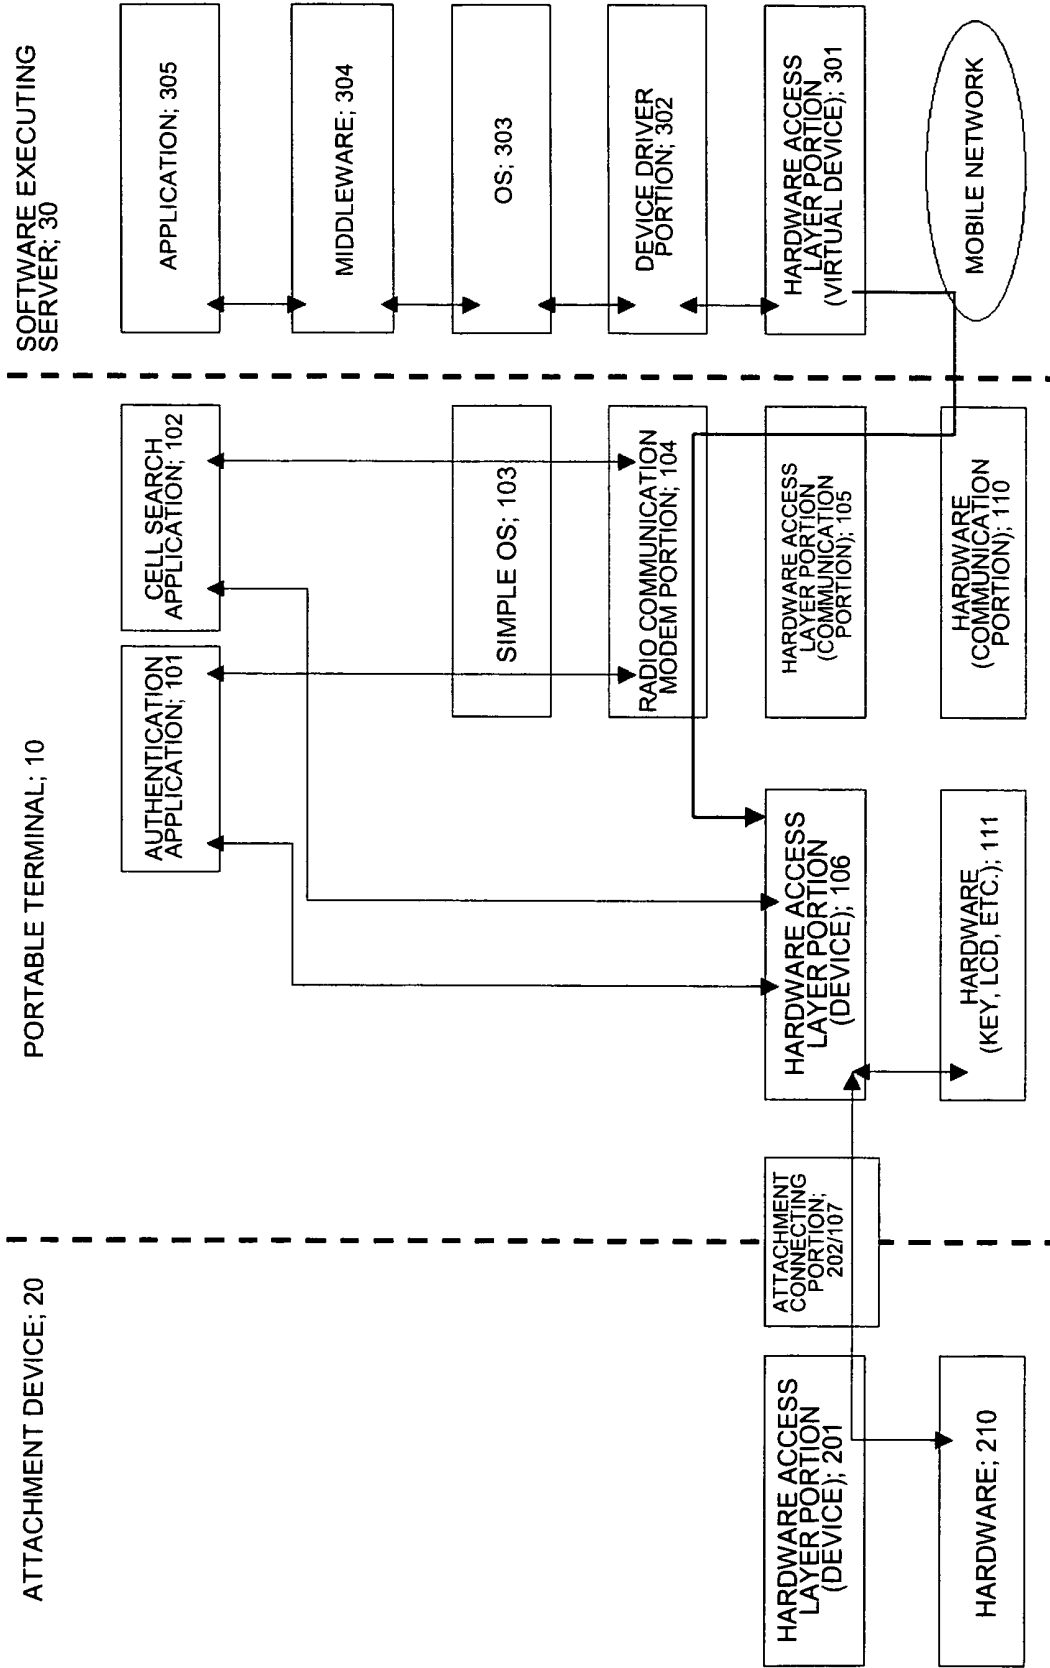 ATTACHMENT DEVICE; 20
PORTABLE TERMINAL; 10
SOFTWARE EXECUTING
SERVER; 30
AUTHENTICATION
APPLICATION; 101
CELL SEARCH
APPLICATION; 102
APPLICATION; 305
MIDDLEWARE; 304
SIMPLE OS; 103
OS; 303
RADIO COMMUNICATION
MODEM PORTION; 104
DEVICE DRIVER
PORTION; 302
HARDWARE ACCESS
LAYER PORTION
(DEVICE); 201
ATTACHMENT
CONNECTING
PORTION;
202/107
HARDWARE ACCESS
LAYER PORTION
(DEVICE); 106
HARDWARE ACCESS
LAYER PORTION
(COMMUNICATION
PORTION); 105
HARDWARE ACCESS
LAYER PORTION
(VIRTUAL DEVICE); 301
HARDWARE; 210
HARDWARE
(KEY, LCD, ETC.); 111
HARDWARE
(COMMUNICATION
PORTION); 110
MOBILE NETWORK